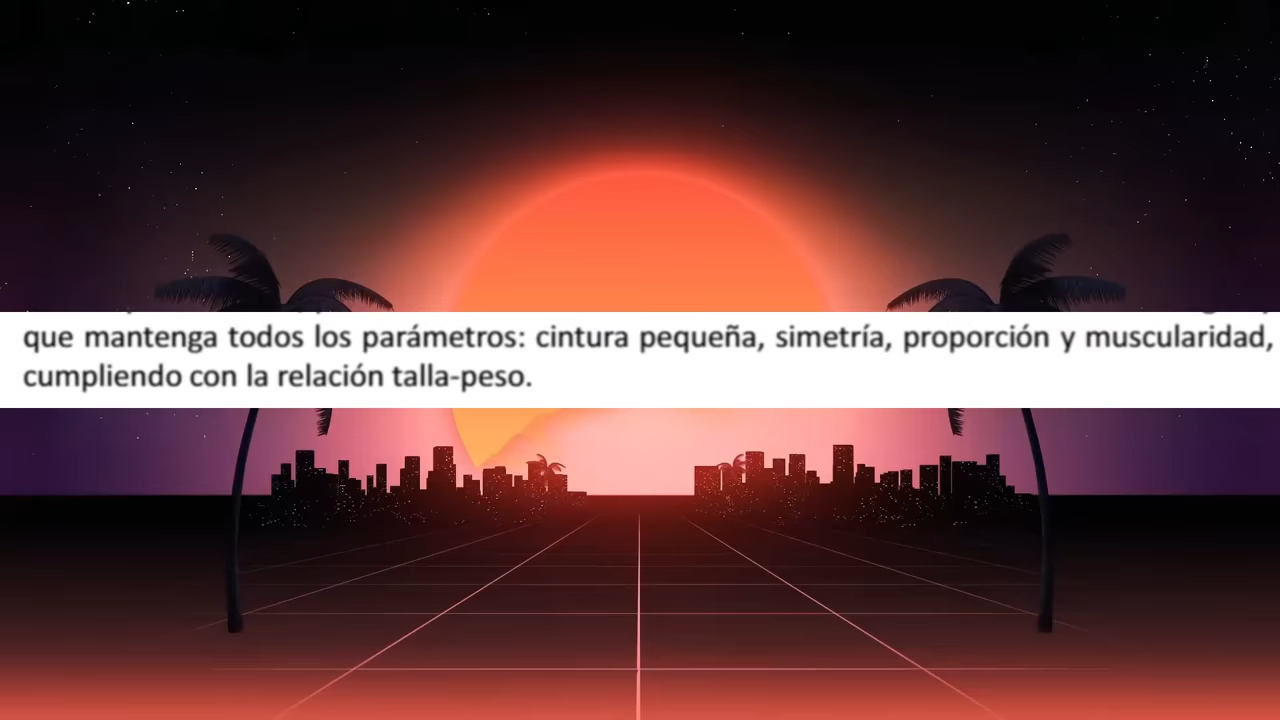 que mantenga todos los parámetros: cintura pequeña, simetría, proporción y muscularidad,
cumpliendo con la relación talla-peso.